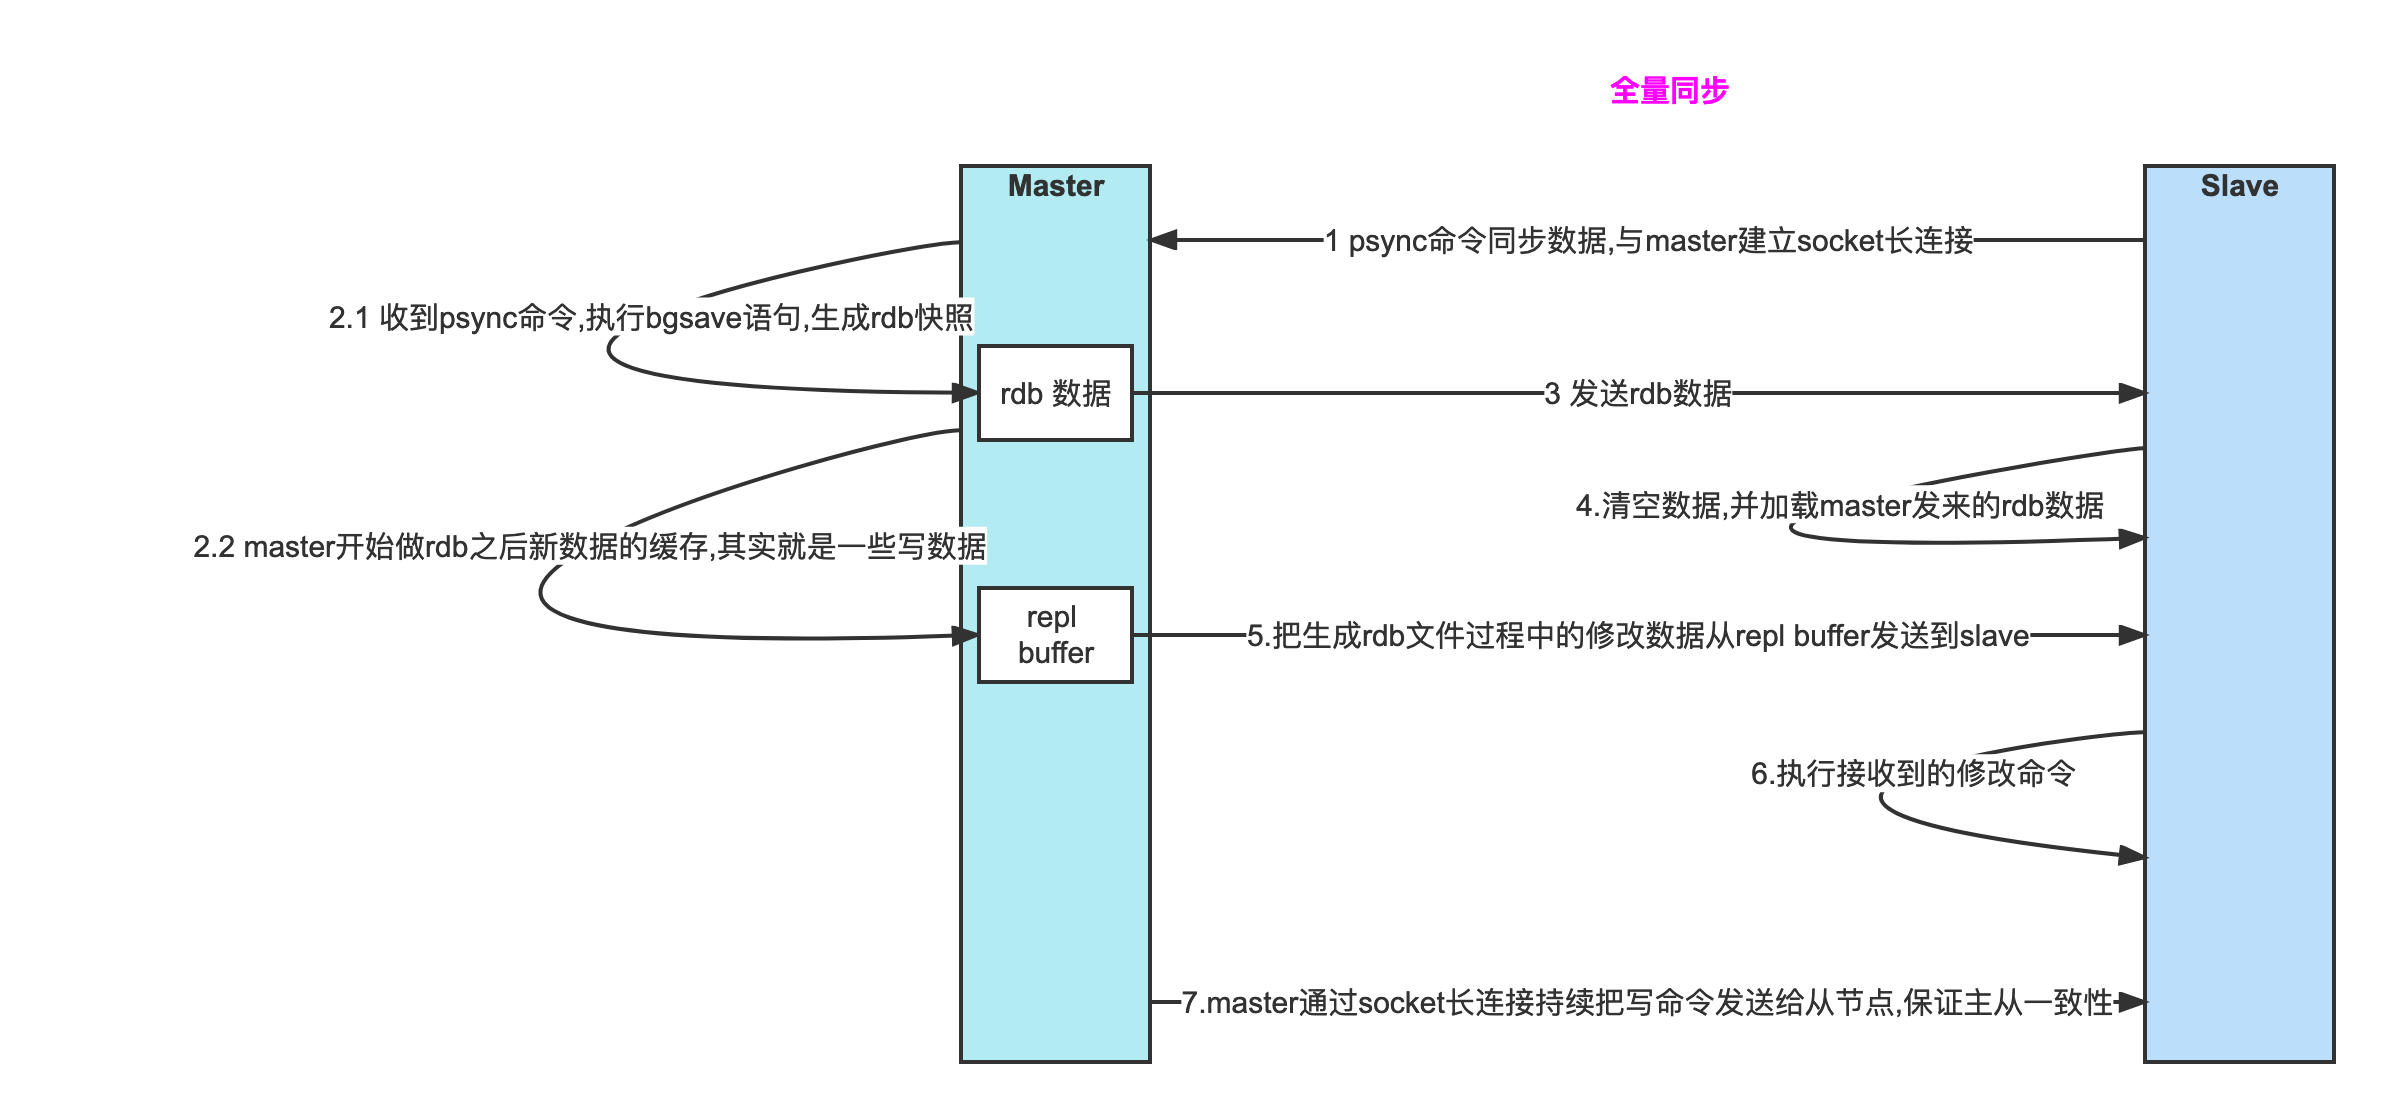 全量同步
Master
Slave
1 psync命令同步数据,与master建立socket长连接
2.1 收到psync命令,执行bgsave语句,生成rdb快照
rdb 数据
3 发送rdb数据
4.清空数据,并加载master发来的rdb数据
2.2 master开始做rdb之后新数据的缓存,其实就是一些写数据
repl
buffer
5.把生成rdb文件过程中的修改数据从repl buffer发送到slave
6.执行接收到的修改命令
7.master通过socket长连接持续把写命令发送给从节点,保证主从一致性